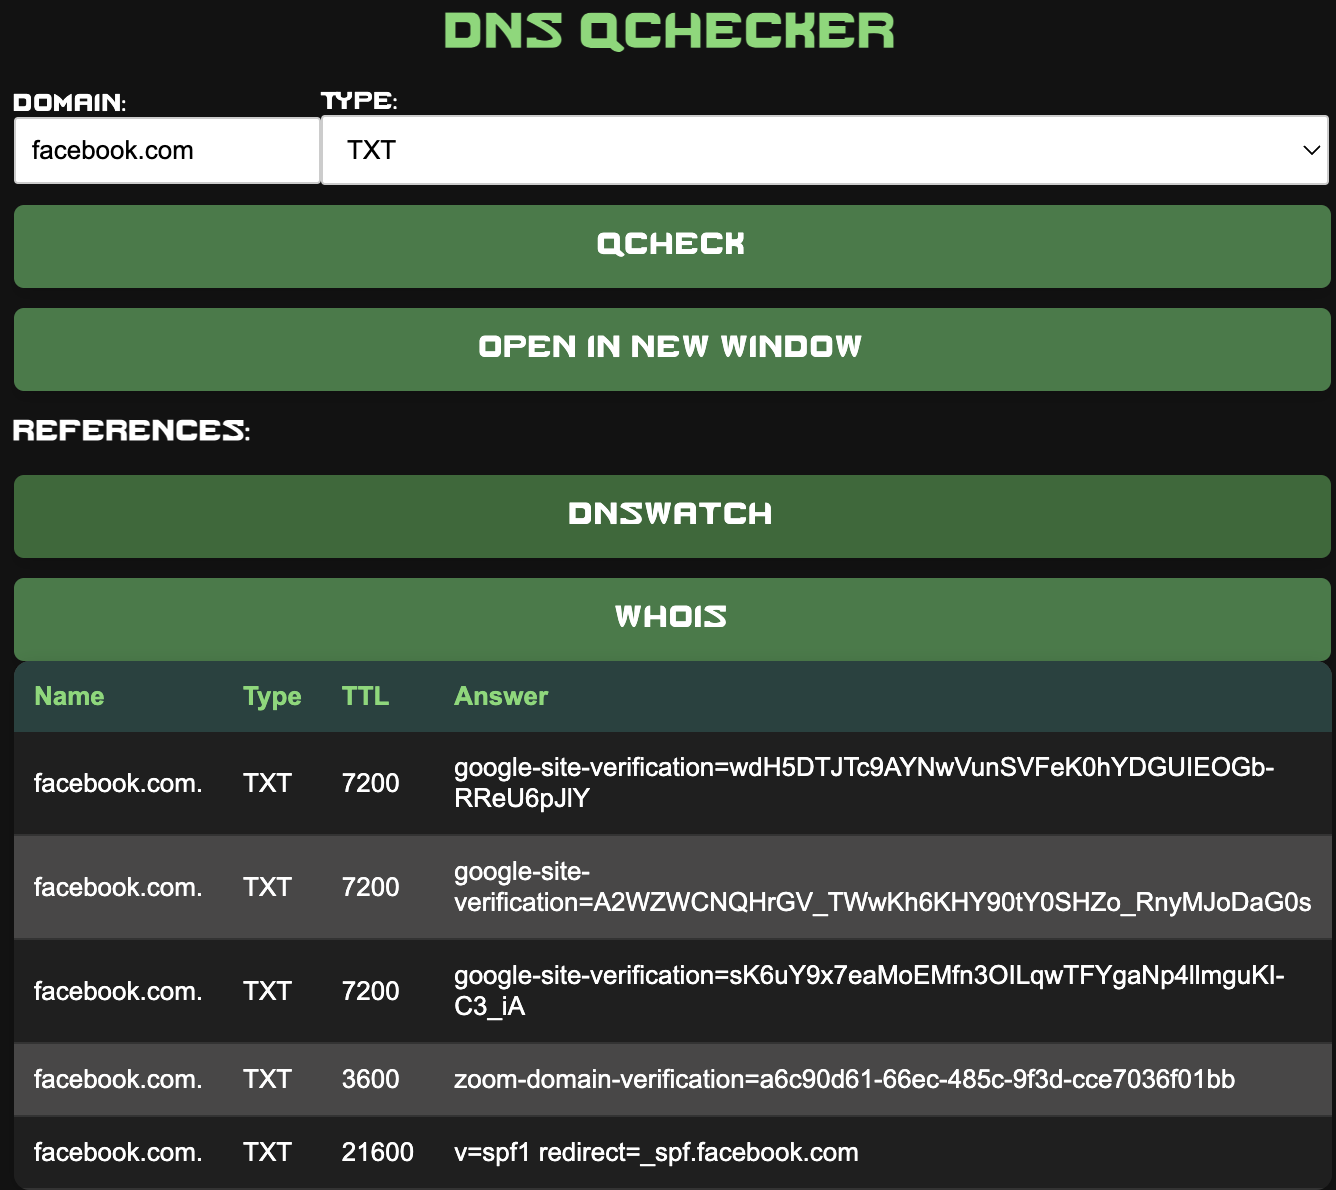 DNS QCHECKER
DOMAIN: TYPE:
facebook.com TXT
QCHECK
OPEN IN NEW WINDOW
REFERENCES:
DNSWATCH
WHOIS
Name Type TTL Answer
facebook.com. TXT 7200 google-site-verification=wdH5DTJTc9AYNwVunSVFeK0hYDGUIEOGb-
RReU6pJlY
facebook.com. TXT 7200 google-site-
verification=A2WZWCNQHrGV_TWwKh6KHY90tY0SHZo_RnyMJoDaG0s
facebook.com. TXT 7200 google-site-verification=sK6uY9x7eaMoEMfn3OILqwTFYgaNp4llmguKI-
C3_iA
facebook.com. TXT 3600 zoom-domain-verification=a6c90d61-66ec-485c-9f3d-cce7036f01bb
facebook.com. TXT 21600 v=spf1 redirect=_spf.facebook.com